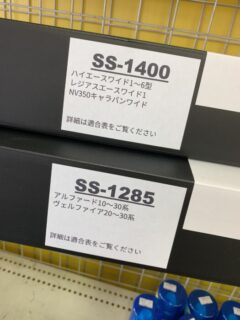 SS-1400
ハイエースワイド1〜6型
レジアスエースワイド1
NV350キャラバンワイド
詳細は適合表をご覧ください
SS-1285
アルファード10〜30系
ヴェルファイア20〜30系
詳細は適合表をご覧ください